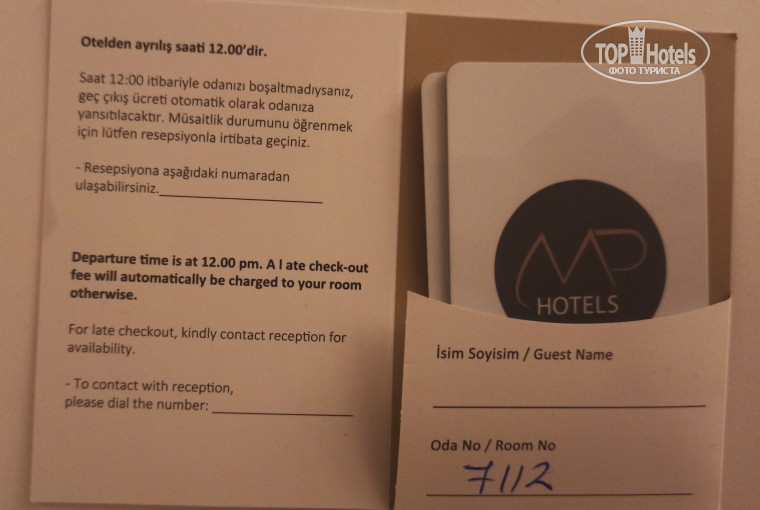 Otelden ayrılış saati 12.00'dir.
Saat 12:00 itibariyle odanızı boşaltmadıysanız,
geç çıkış ücreti otomatik olarak odanıza
yansıtılacaktır. Müsaitlik durumunu öğrenmek
için lütfen resepsiyonla irtibata geçiniz.
- Resepsiyona aşağıdaki numaradan
ulaşabilirsiniz.
Departure time is at 12.00 pm. A l ate check-out
fee will automatically be charged to your room
otherwise.
For late checkout, kindly contact reception for
availability.
- To contact with reception,
please dial the number:
TOP Hotels
ФОТО ТУРИСТА
MP
HOTELS
İsim Soyisim / Guest Name
Oda No / Room No
7112